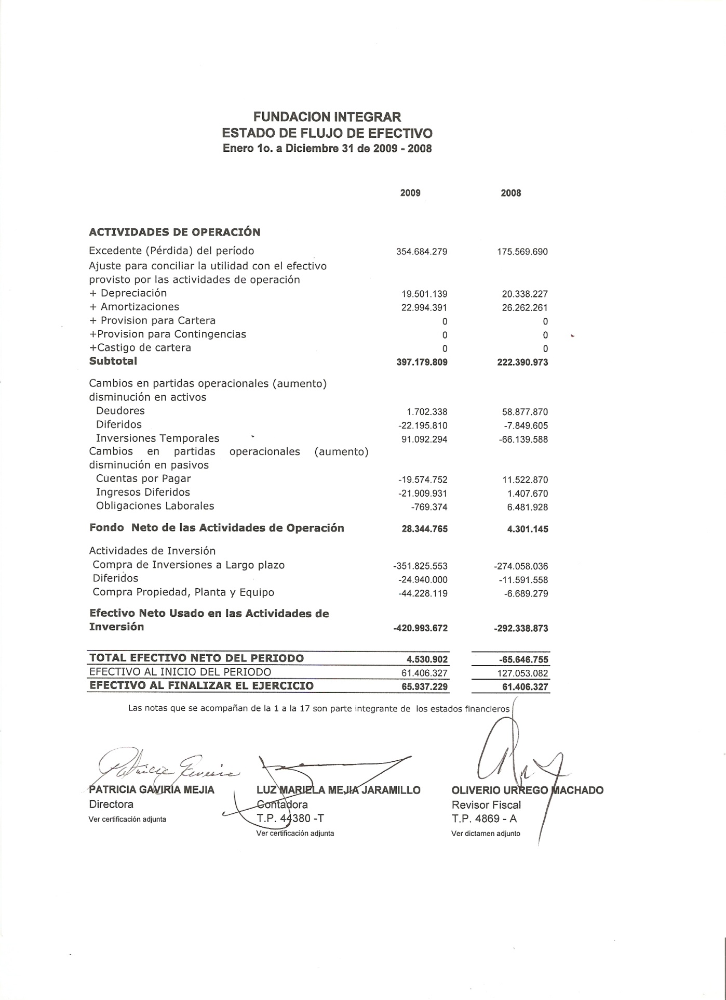 FUNDACION INTEGRAR
ESTADO DE FLUJO DE EFECTIVO
Enero 1o. a Diciembre 31 de 2009 - 2008
2009 2008
ACTIVIDADES DE OPERACIÓN
Excedente (Pérdida) del período 354.684.279 175.569.690
Ajuste para conciliar la utilidad con el efectivo
provisto por las actividades de operación
+ Depreciación 19.501.139 20.338.227
+ Amortizaciones 22.994.391 26.262.261
+ Provision para Cartera 0 0
+Provision para Contingencias 0 0
+Castigo de cartera 0 0
Subtotal 397.179.809 222.390.973
Cambios en partidas operacionales (aumento)
disminución en activos
Deudores 1.702.338 58.877.870
Diferidos -22.195.810 -7.849.605
Inversiones Temporales 91.092.294 -66.139.588
Cambios en partidas operacionales (aumento)
disminución en pasivos
Cuentas por Pagar -19.574.752 11.522.870
Ingresos Diferidos -21.909.931 1.407.670
Obligaciones Laborales -769.374 6.481.928
Fondo Neto de las Actividades de Operación 28.344.765 4.301.145
Actividades de Inversión
Compra de Inversiones a Largo plazo -351.825.553 -274.058.036
Diferidos -24.940.000 -11.591.558
Compra Propiedad, Planta y Equipo -44.228.119 -6.689.279
Efectivo Neto Usado en las Actividades de
Inversión -420.993.672 -292.338.873
TOTAL EFECTIVO NETO DEL PERIODO 4.530.902 -65.646.755
EFECTIVO AL INICIO DEL PERIODO 61.406.327 127.053.082
EFECTIVO AL FINALIZAR EL EJERCICIO 65.937.229 61.406.327
Las notas que se acompañan de la 1 a la 17 son parte integrante de los estados financieros
PATRICIA GAVIRIA MEJIA LUZ MARIELA MEJIA JARAMILLO OLIVERIO URREGO MACHADO
Directora Contadora Revisor Fiscal
T.P. 44380 -T T.P. 4869 - A
Ver certificación adjunta Ver certificación adjunta Ver dictamen adjunto